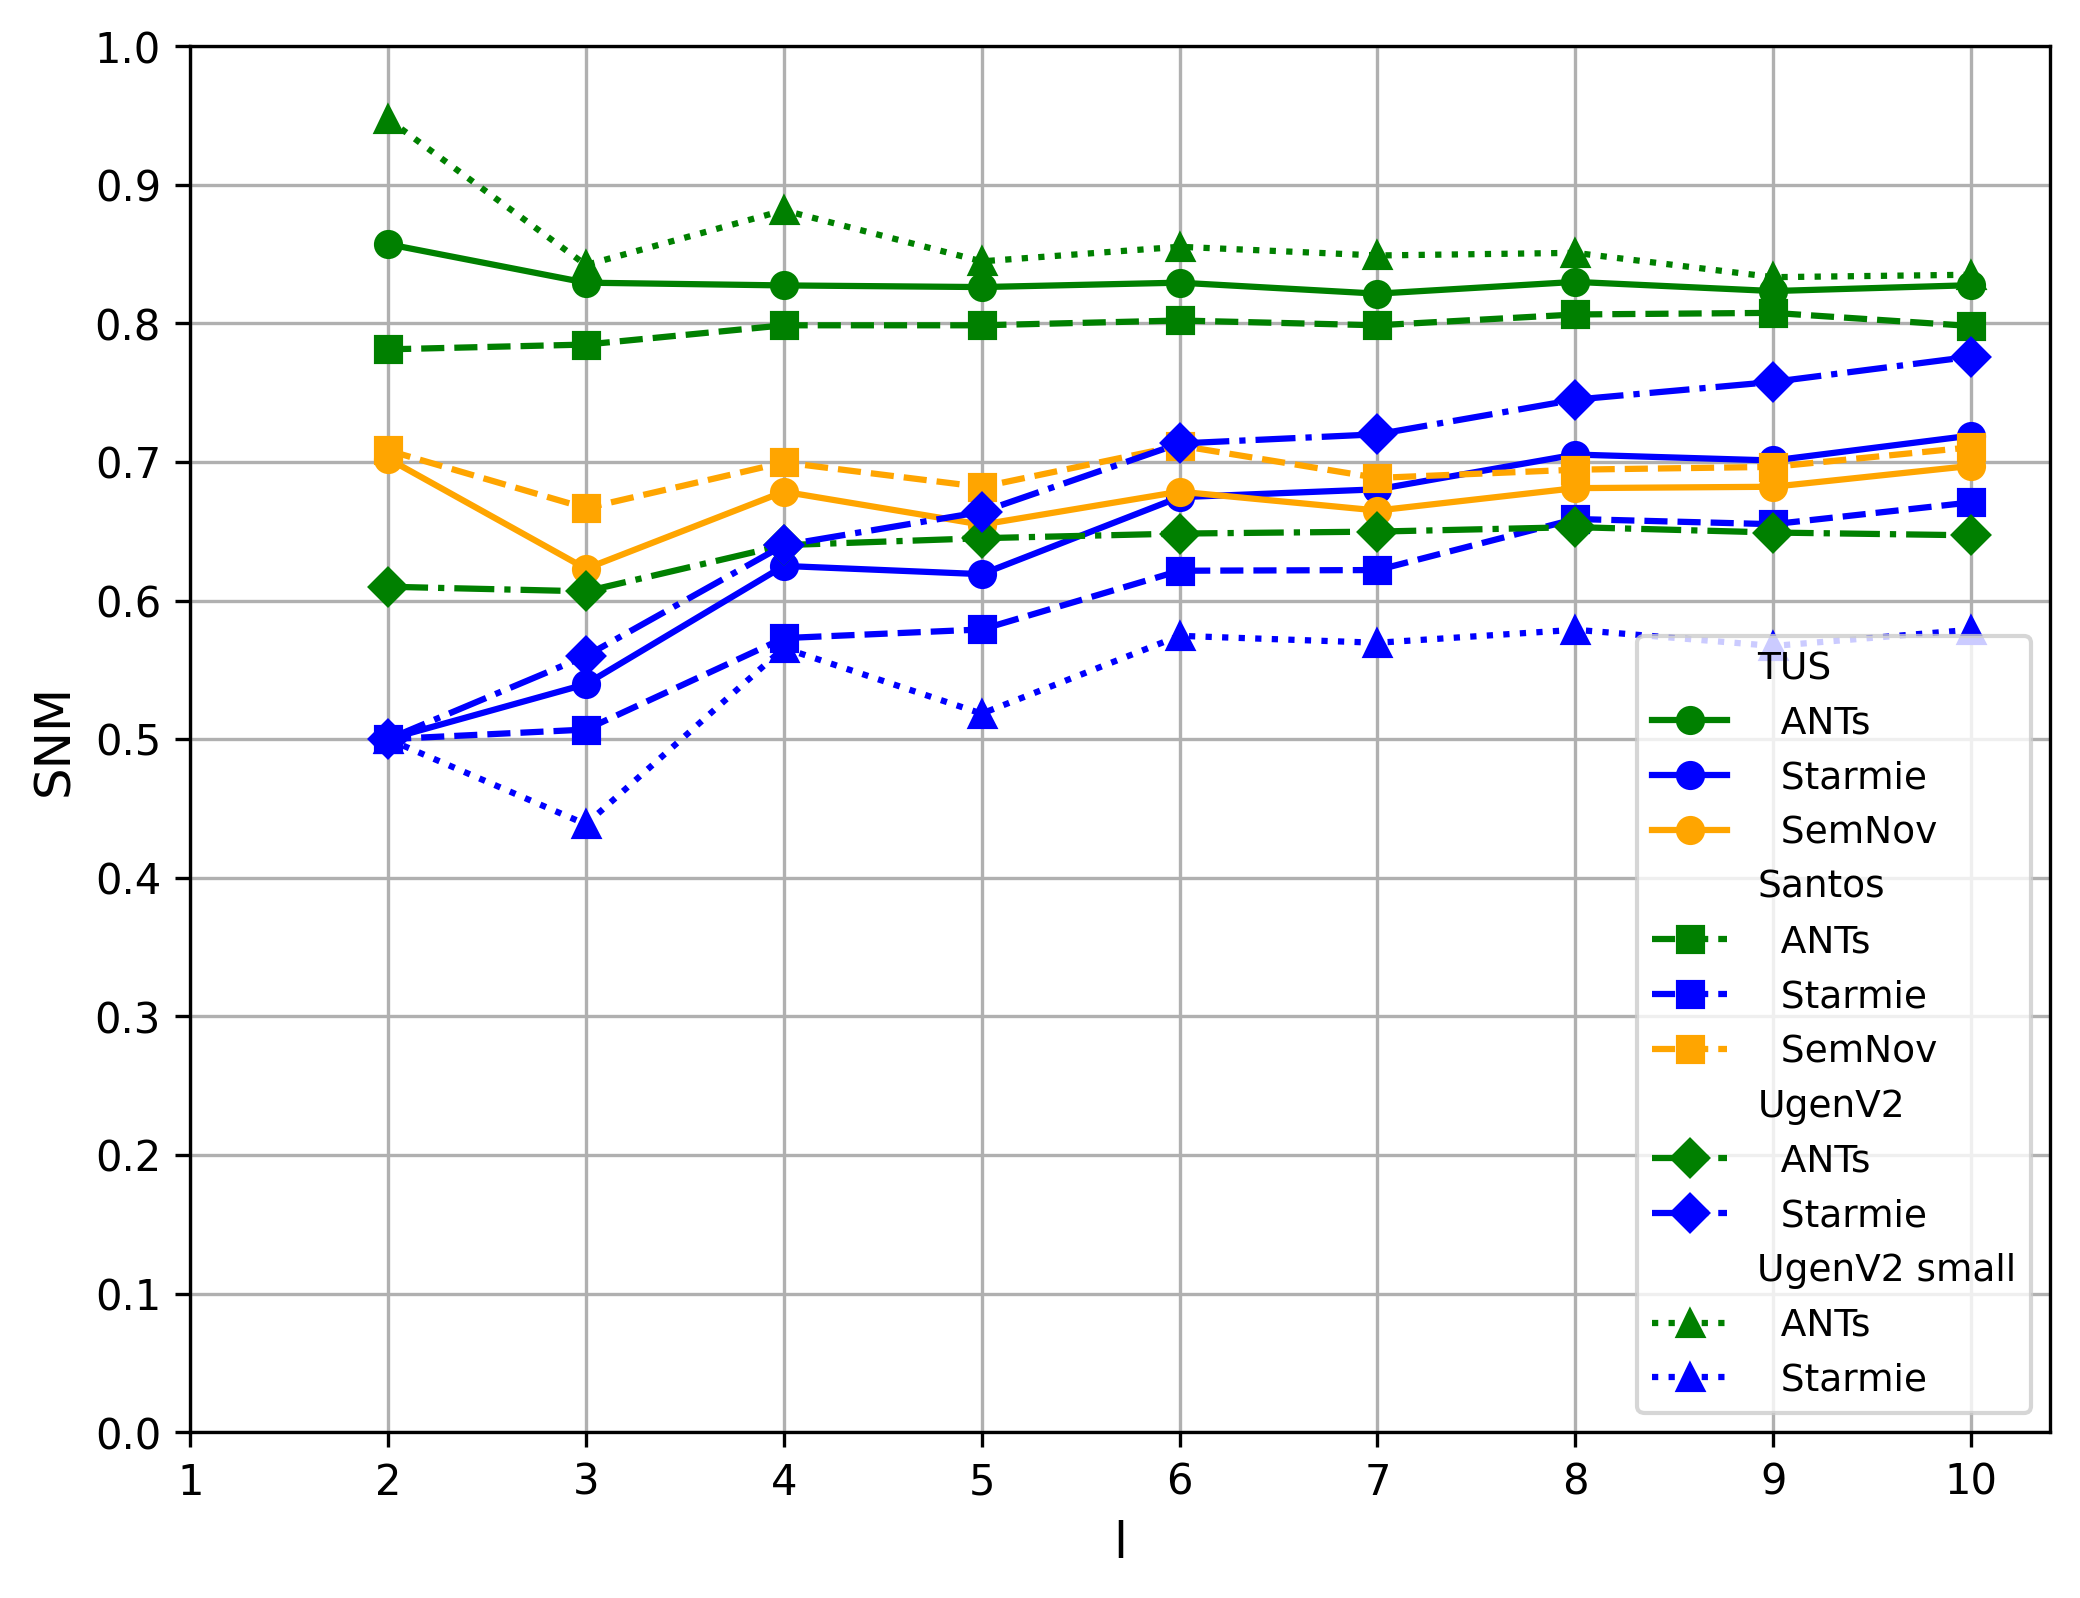 1.0
0.9
0.8
0.7
0.6
0.5
0.4
0.3
0.2
0.1
0.0
SNM
1 2 3 4 5 6 7 8 9 10
l
TUS
ANTs
Starmie
SemNov
Santos
ANTs
Starmie
SemNov
UgenV2
ANTs
Starmie
UgenV2 small
ANTs
Starmie